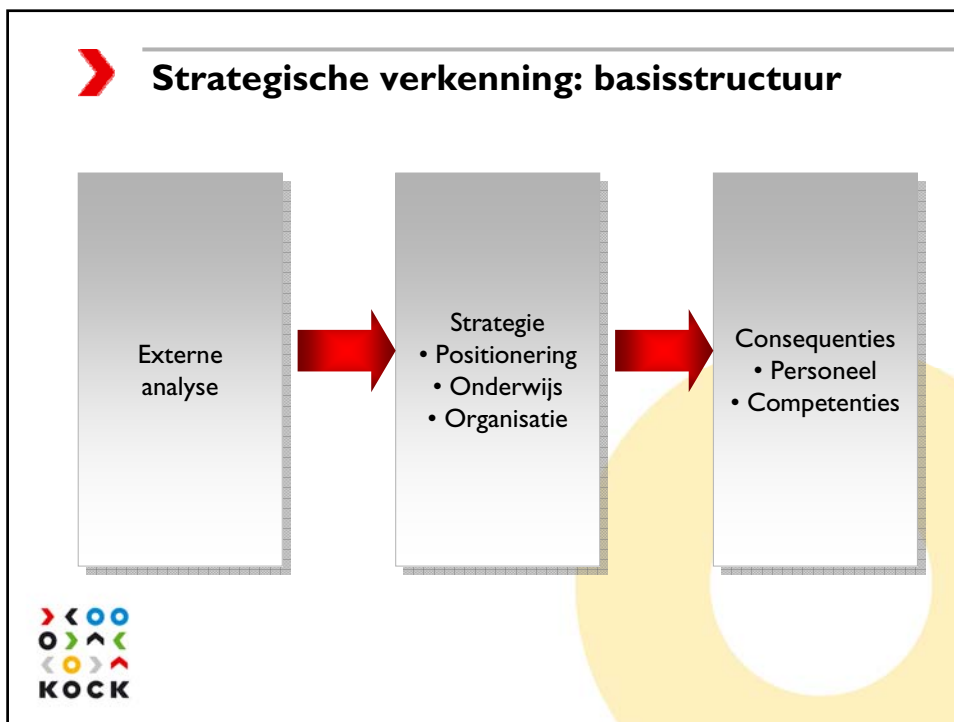 Strategische verkenning: basisstructuur
Externe
analyse
Strategie
• Positionering
• Onderwijs
• Organisatie
Consequenties
• Personeel
• Competenties
KOCK